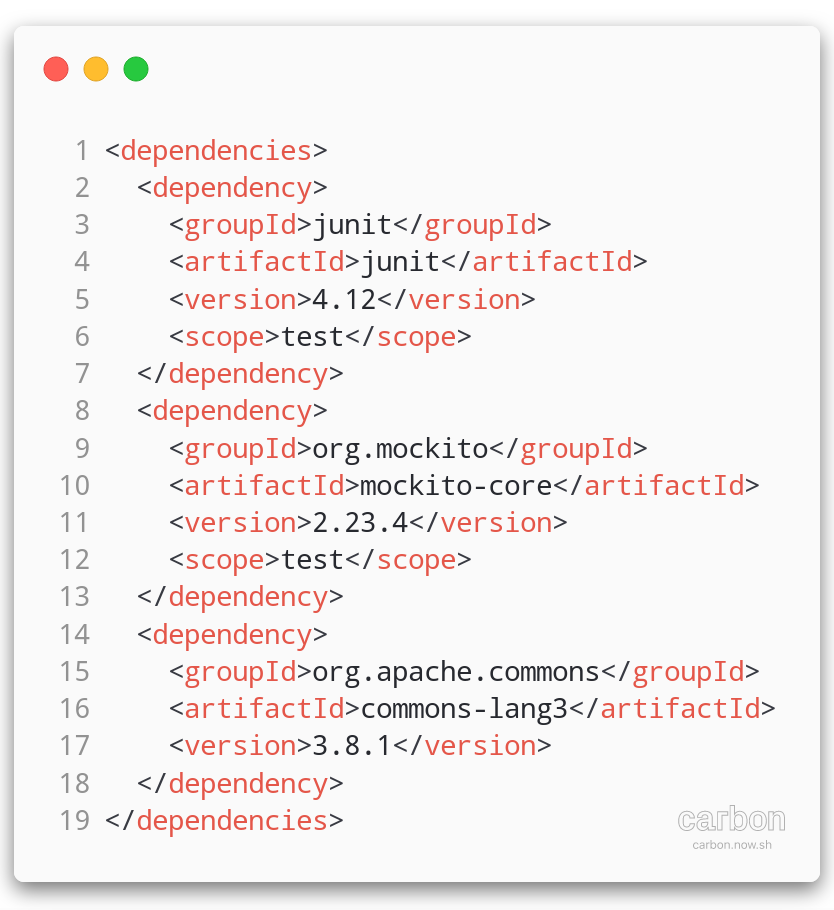 1 <dependencies>
2   <dependency>
3     <groupId>junit</groupId>
4     <artifactId>junit</artifactId>
5     <version>4.12</version>
6     <scope>test</scope>
7   </dependency>
8   <dependency>
9     <groupId>org.mockito</groupId>
10     <artifactId>mockito-core</artifactId>
11     <version>2.23.4</version>
12     <scope>test</scope>
13   </dependency>
14   <dependency>
15     <groupId>org.apache.commons</groupId>
16     <artifactId>commons-lang3</artifactId>
17     <version>3.8.1</version>
18   </dependency>
19 </dependencies>
carbon
carbon.now.sh